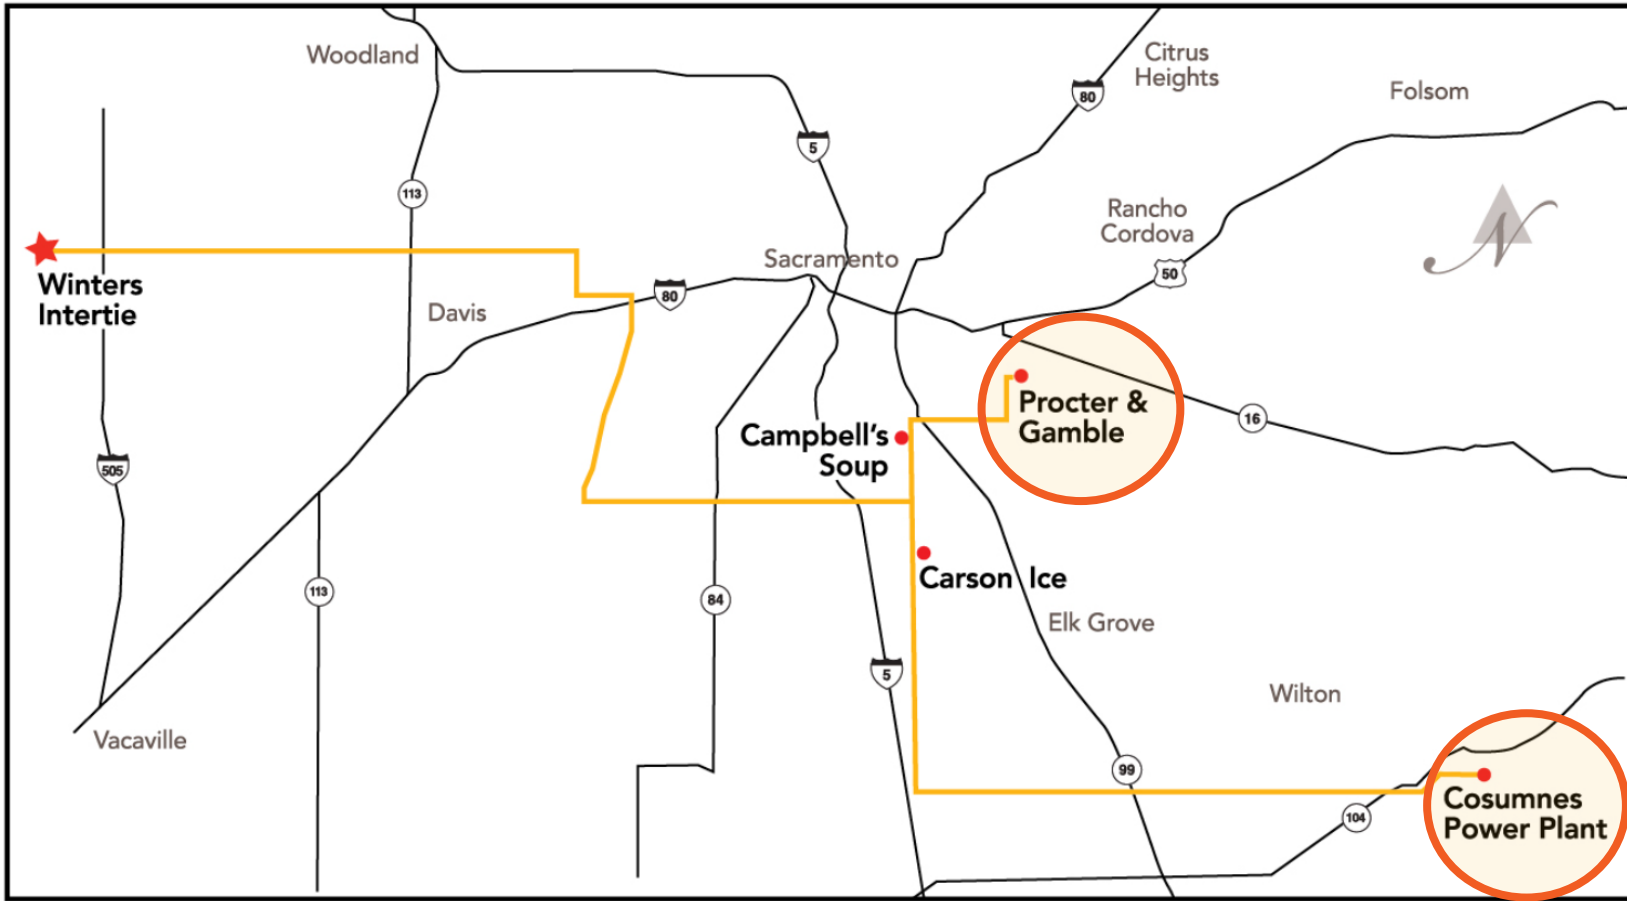 Woodland
Citrus
Heights
80
Folsom
5
113
Rancho
Cordova
N
Sacramento
50
Winters
Intertie
80
Davis
Procter &
Gamble
16
Campbell's
Soup
505
Carson Ice
113
84
Elk Grove
5
Wilton
Vacaville
99
Cosumnes
Power Plant
104